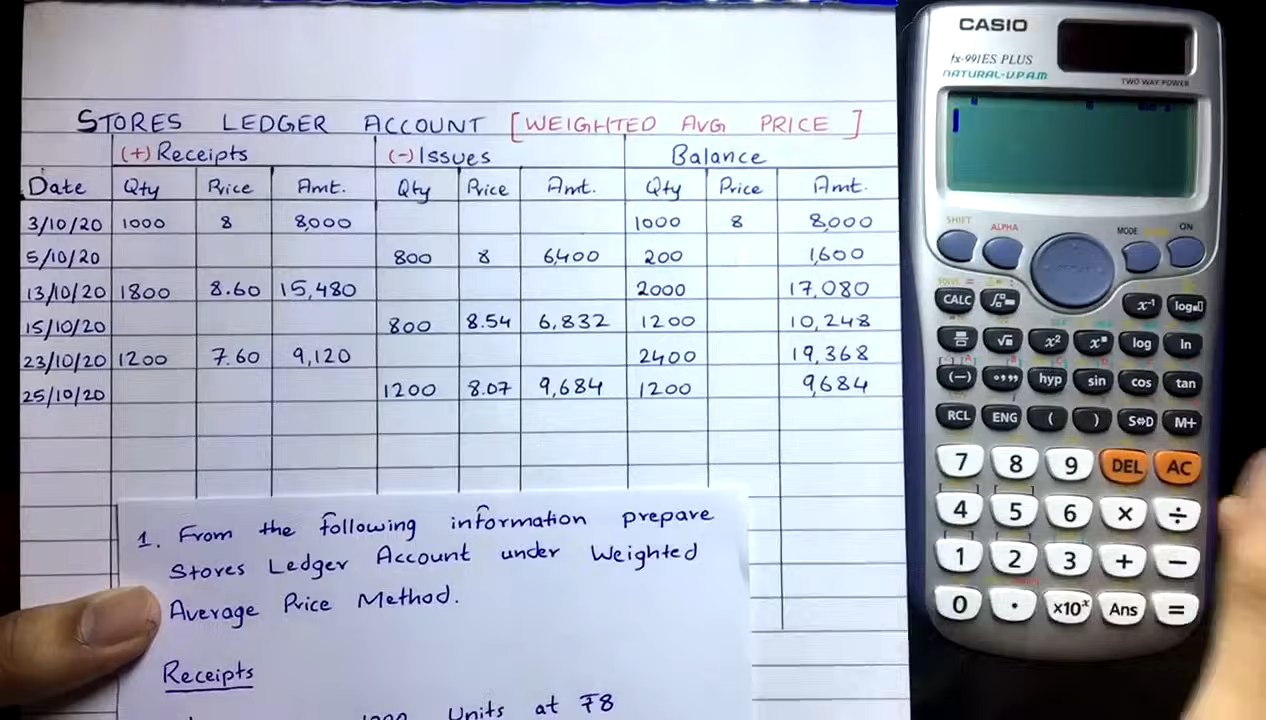 STORES LEDGER ACCOUNT [WEIGHTED AVG PRICE]
(+) Receipts (-) Issues Balance
Date Qty Price Amt. Qty Price Amt. Qty Price Amt.
3/10/20 1000 8 8,000 1000 8 8,000
5/10/20 800 8 6,400 200 1,600
13/10/20 1800 8.60 15,480 2000 17,080
15/10/20 800 8.54 6,832 1200 10,248
23/10/20 1200 7.60 9,120 2400 19,368
25/10/20 1200 8.07 9,684 1200 9,684
1. From the following information prepare
Stores Ledger Account under Weighted
Average Price Method.
Receipts
Units at ₹8
CASIO
fx-991ES PLUS
NATURAL-V.P.A.M.
TWO WAY POWER
SHIFT ALPHA MODE ON
CALC x⁻¹ log
x² log ln
(−) hyp sin cos tan
RCL ENG ( ) S⇔D M+
7 8 9 DEL AC
4 5 6 × ÷
1 2 3 + −
0 . ×10ˣ Ans =